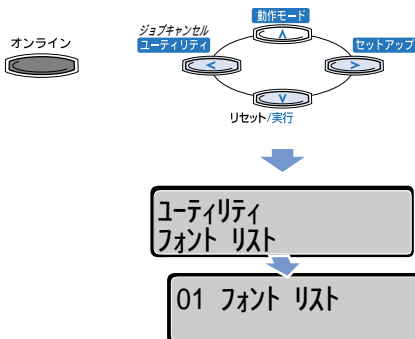 動作モード
ジョブキャンセル
オンライン
ユーティリティ
セットアップ
リセット/実行
ユーティリティ
フォント リスト
01 フォント リスト